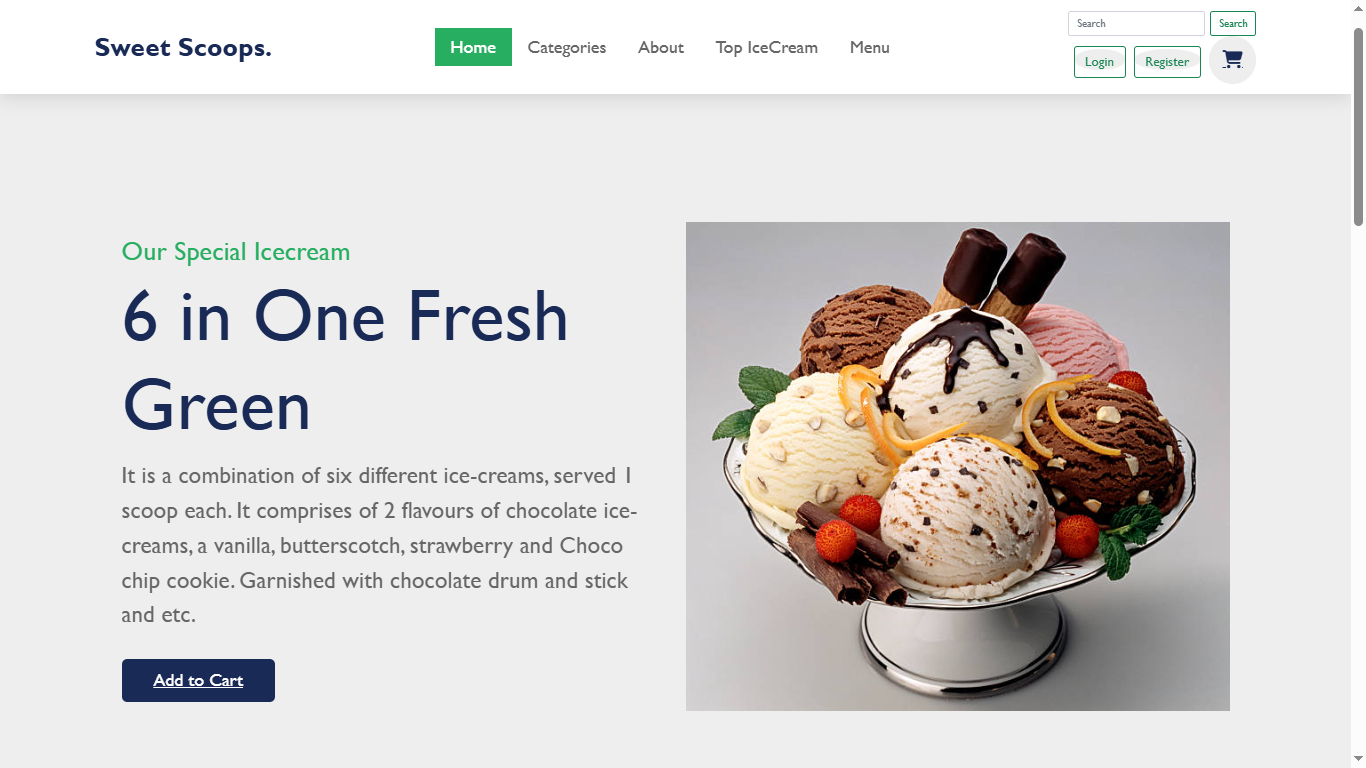 Sweet Scoops.
Home
Categories
About
Top IceCream
Menu
Search
Search
Login
Register
Our Special Icecream
6 in One Fresh
Green
It is a combination of six different ice-creams, served 1
scoop each. It comprises of 2 flavours of chocolate ice-
creams, a vanilla, butterscotch, strawberry and Choco
chip cookie. Garnished with chocolate drum and stick
and etc.
Add to Cart